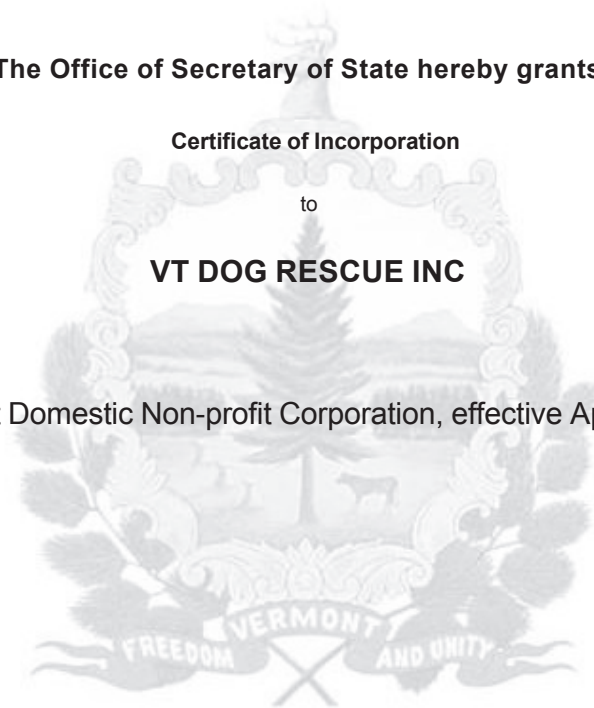 The Office of Secretary of State hereby grants
Certificate of Incorporation
to
VT DOG RESCUE INC
Domestic Non-profit Corporation, effective
VERMONT
FREEDOM AND UNITY